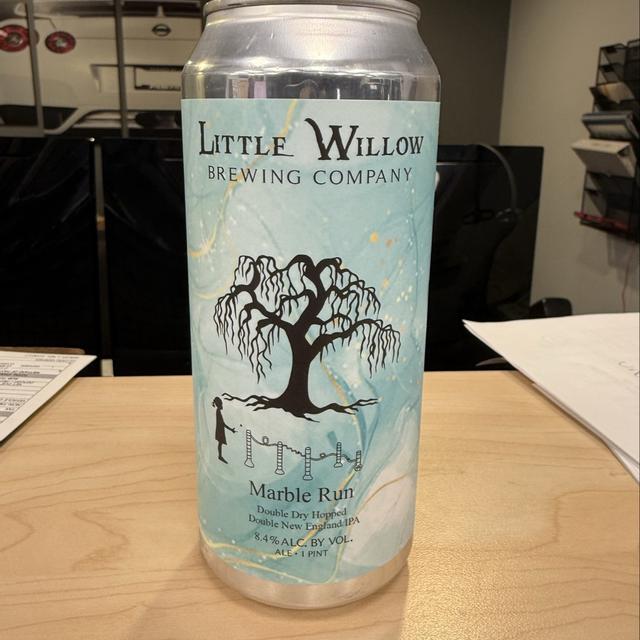 LITTLE WILLOW
BREWING COMPANY
Marble Run
Double Dry Hopped
Double New England IPA
8.4% ALC. BY VOL.
ALE • 1 PINT